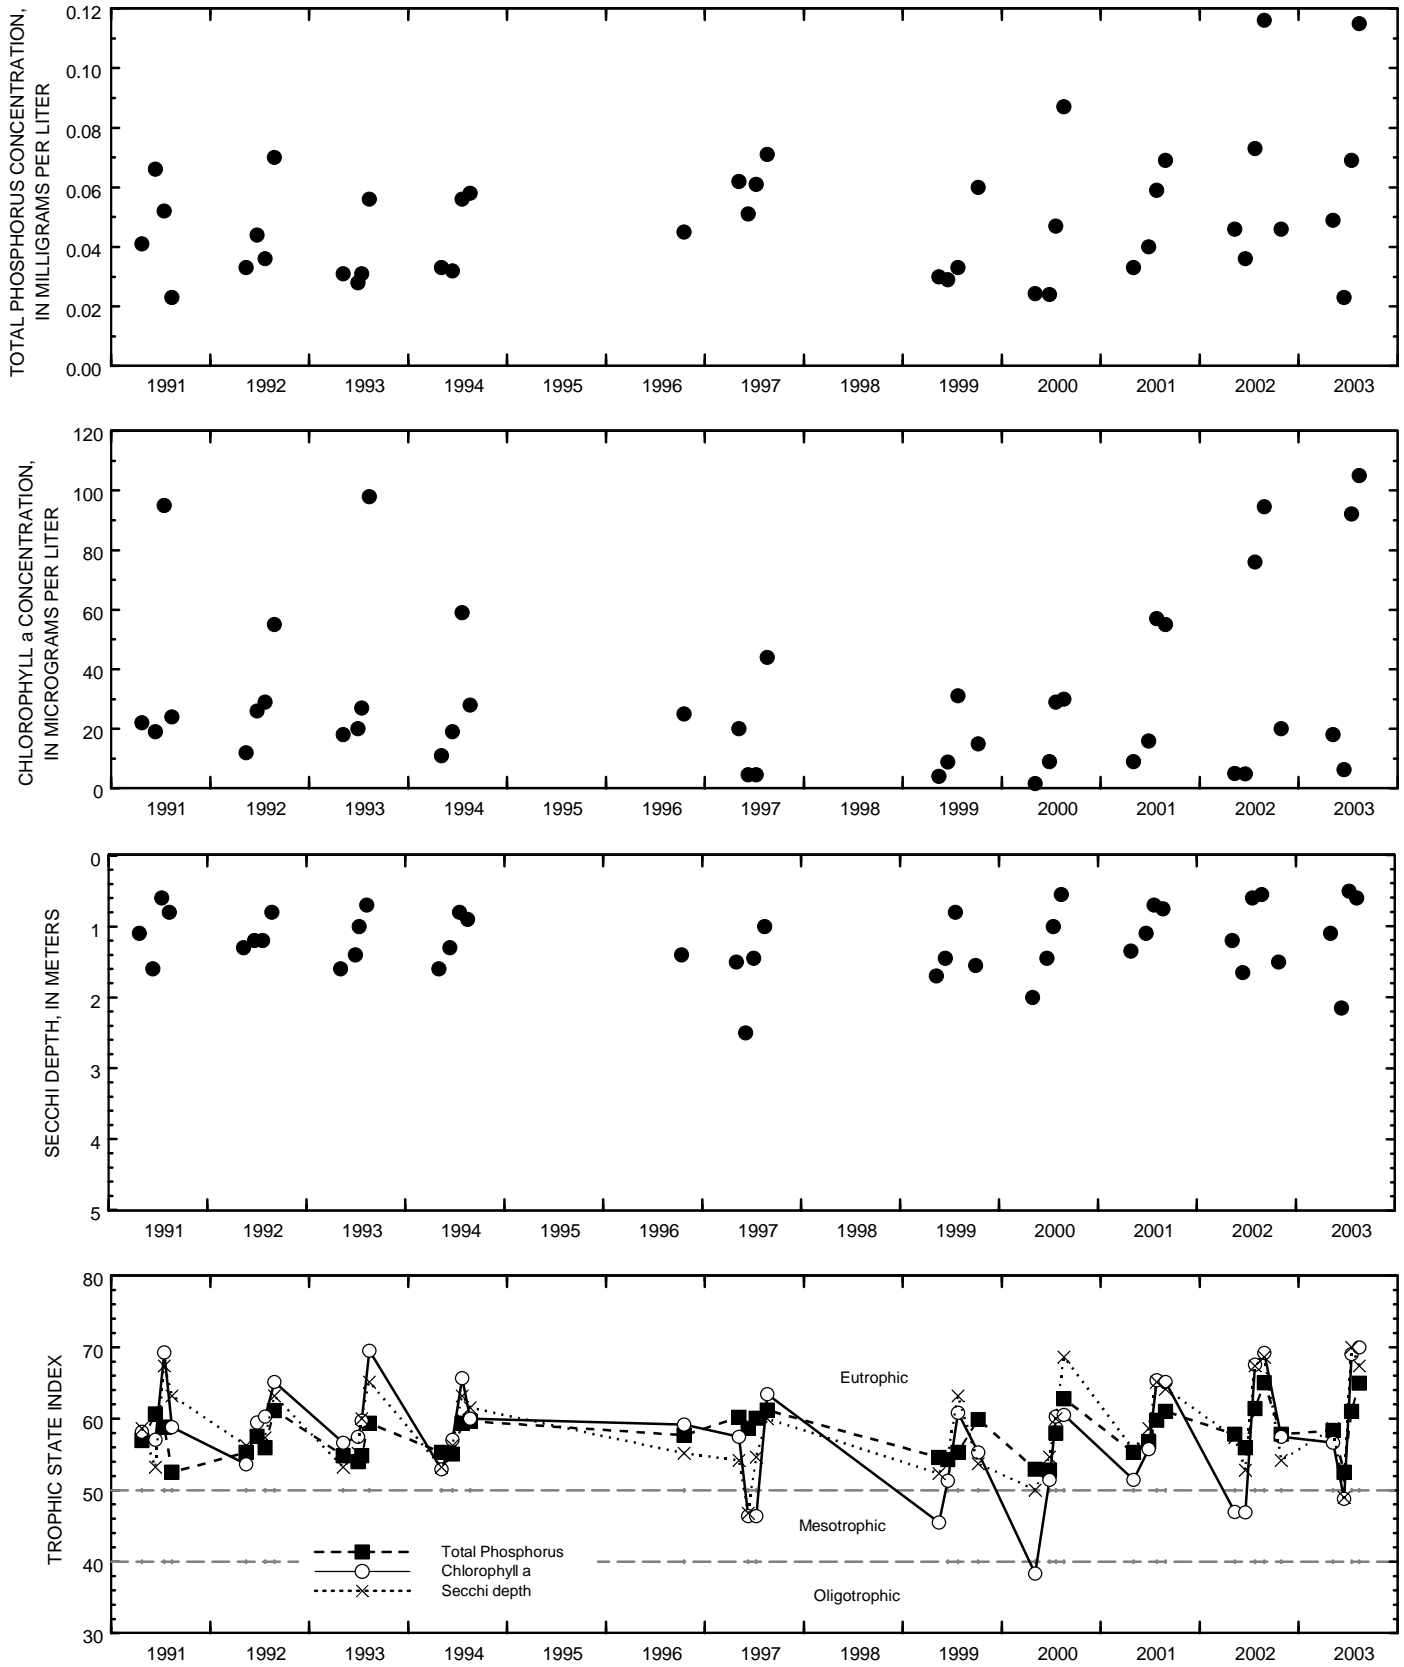 TOTAL PHOSPHORUS CONCENTRATION,
IN MILLIGRAMS PER LITER
0.12
0.10
0.08
0.06
0.04
0.02
0.00
1991 1992 1993 1994 1995 1996 1997 1998 1999 2000 2001 2002 2003
CHLOROPHYLL a CONCENTRATION,
IN MICROGRAMS PER LITER
120
100
80
60
40
20
0
1991 1992 1993 1994 1995 1996 1997 1998 1999 2000 2001 2002 2003
SECCHI DEPTH, IN METERS
0
1
2
3
4
5
1991 1992 1993 1994 1995 1996 1997 1998 1999 2000 2001 2002 2003
TROPHIC STATE INDEX
80
70
60
50
40
30
Eutrophic
Mesotrophic
Oligotrophic
Total Phosphorus
Chlorophyll a
Secchi depth
1991 1992 1993 1994 1995 1996 1997 1998 1999 2000 2001 2002 2003